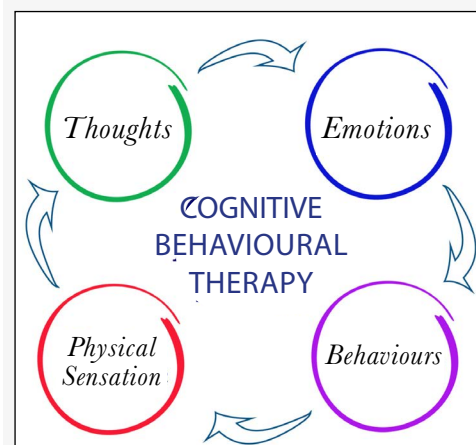 Thoughts
Emotions
COGNITIVE
BEHAVIOURAL
THERAPY
Physical
Sensation
Behaviours